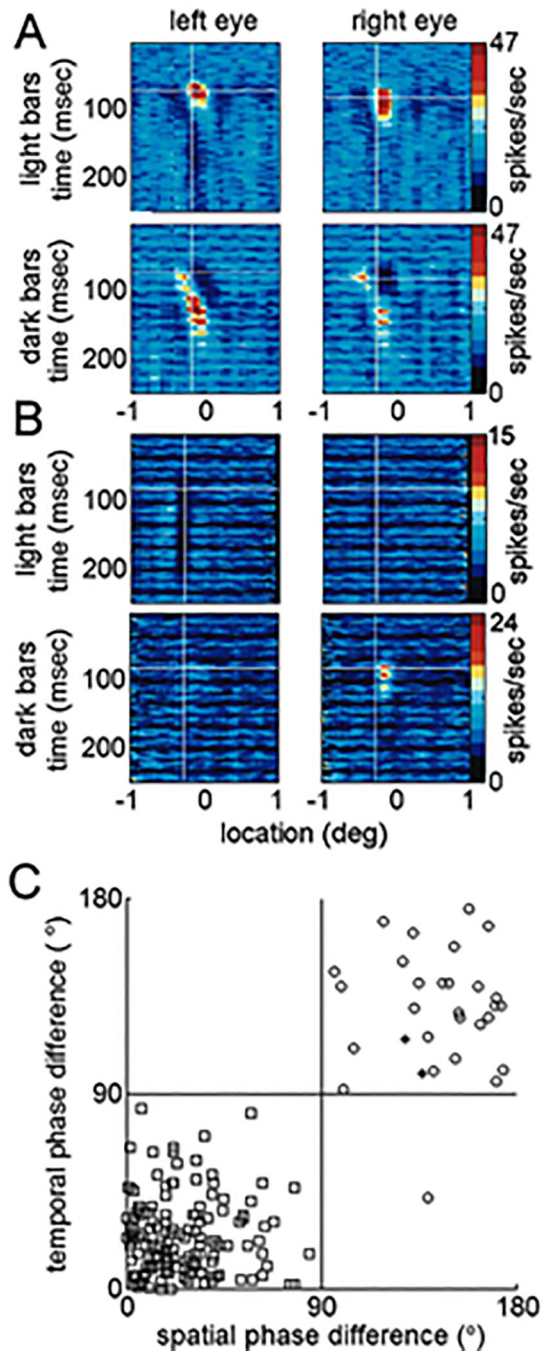 A
left eye
right eye
light bars
time (msec)
100
200
47
0
spikes/sec
dark bars
time (msec)
100
200
47
0
spikes/sec
-1 0 1
-1 0 1
B
light bars
time (msec)
100
200
15
0
spikes/sec
dark bars
time (msec)
100
200
24
0
spikes/sec
-1 0 1
-1 0 1
location (deg)
C
180
90
0
temporal phase difference (°)
0 90 180
spatial phase difference (°)